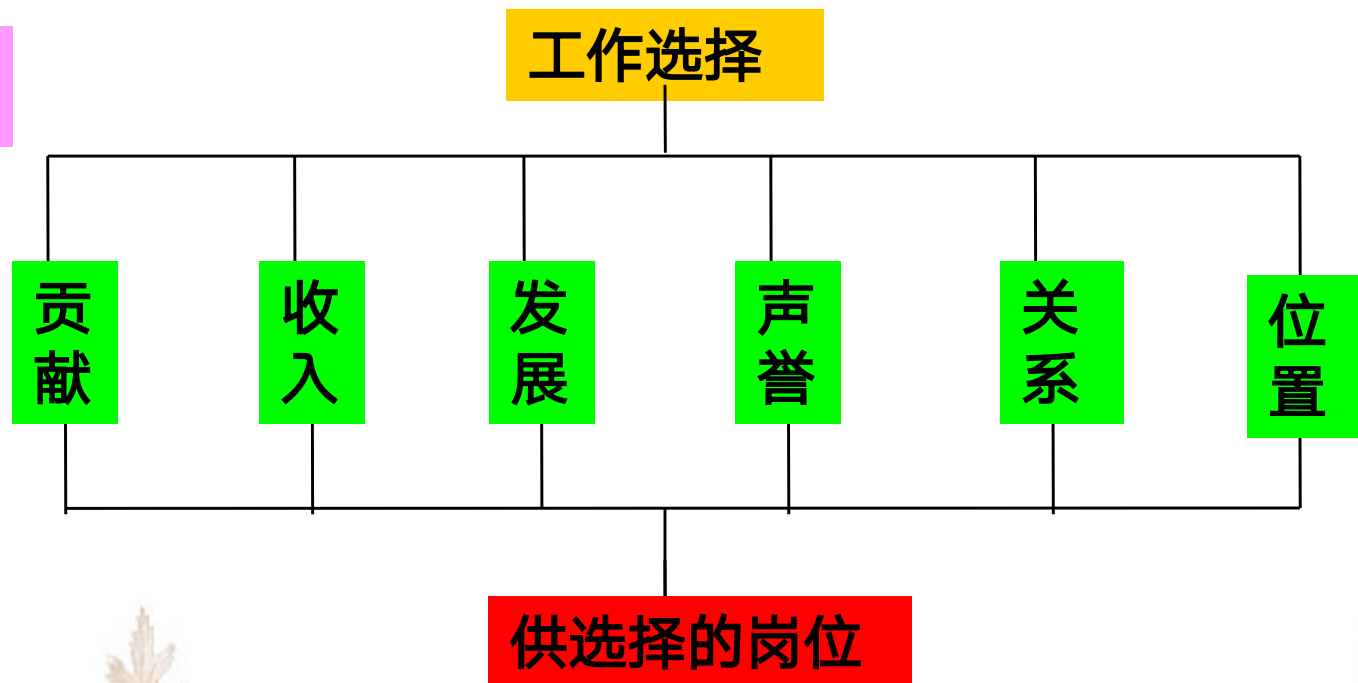 工作选择
贡
献
收
入
发
展
声
誉
关
系
位
置
供选择的岗位